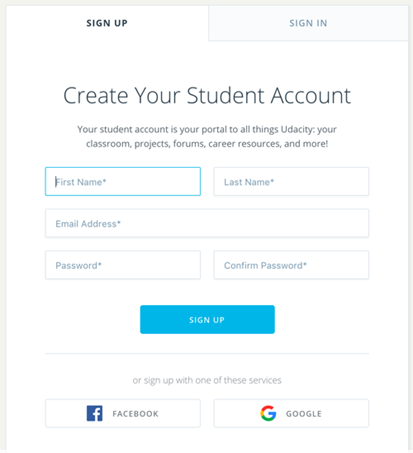 SIGN UP
SIGN IN
Create Your Student Account
Your student account is your portal to all things Udacity: your
classroom, projects, forums, career resources, and more!
First Name*
Last Name*
Email Address*
Password*
Confirm Password*
SIGN UP
or sign up with one of these services
FACEBOOK
GOOGLE